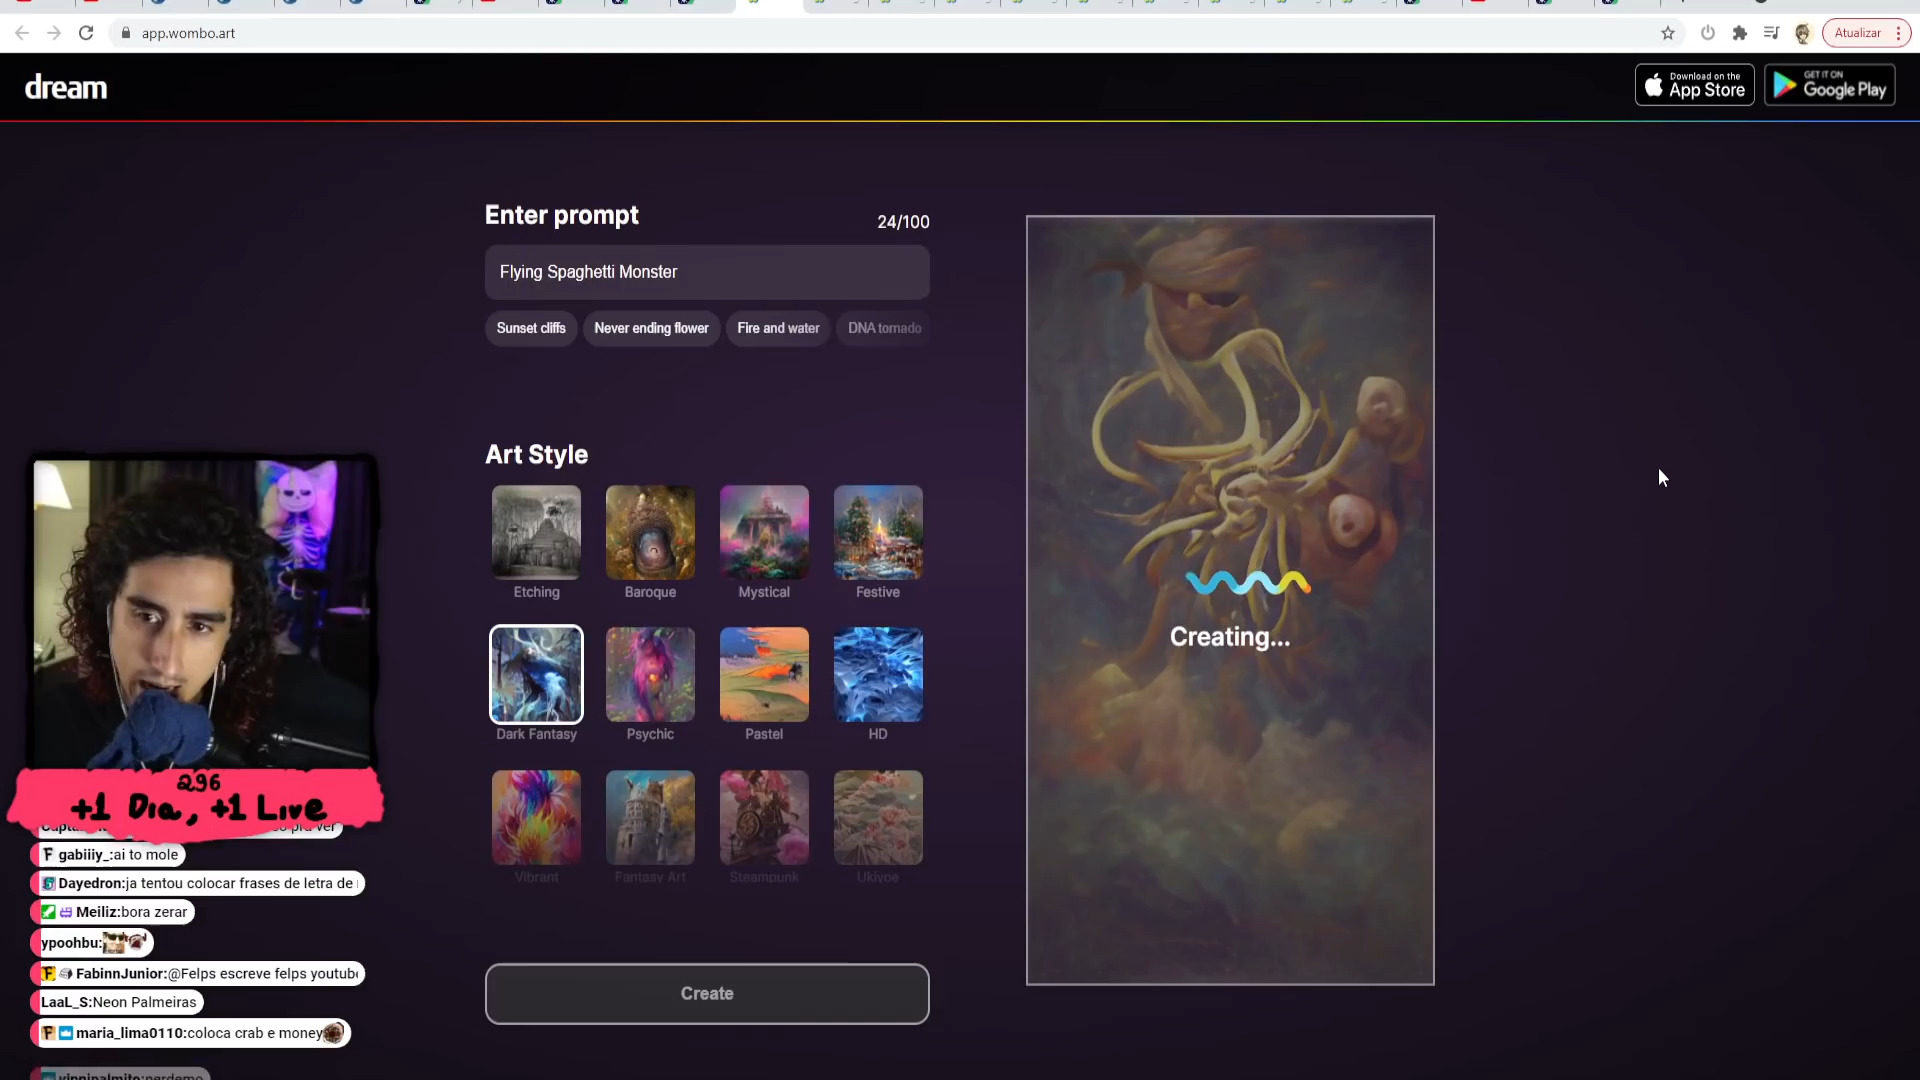 app.wombo.art
Atualizar
dream
Download on the
App Store
GET IT ON
Google Play
Enter prompt
24/100
Flying Spaghetti Monster
Sunset cliffs
Never ending flower
Fire and water
DNA tornado
Art Style
Etching
Baroque
Mystical
Festive
Dark Fantasy
Psychic
Pastel
HD
Vibrant
Fantasy Art
Steampunk
Ukiyoe
Create
Creating...
296
+1 Dia, +1 Live
pra ver
gabiiiy_:ai to mole
Dayedron:ja tentou colocar frases de letra de
Meiliz:bora zerar
ypoohbu:
FabinnJunior:@Felps escreve felps youtube
LaaL_S:Neon Palmeiras
maria_lima0110:coloca crab e money